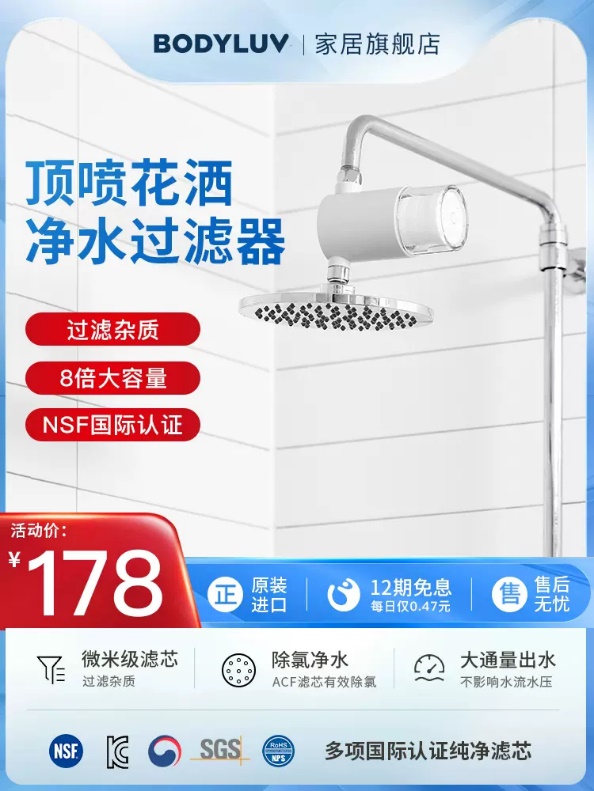 BODYLUV | 家居旗舰店
顶喷花洒
净水过滤器
过滤杂质
8倍大容量
NSF国际认证
活动价:
¥178
正
原装
进口
12期免息
每日仅0.47元
售
售后
无忧
微米级滤芯
过滤杂质
除氯净水
ACF滤芯有效除氯
大通量出水
不影响水流水压
NSF
SGS
RoHS
NPS
多项国际认证纯净滤芯